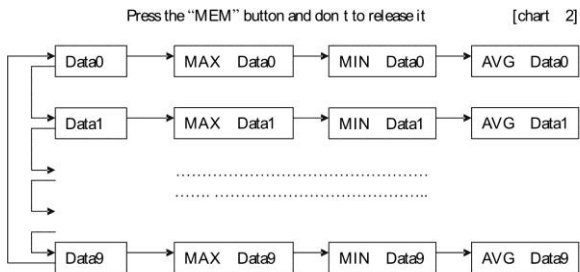 Press the “MEM” button and don t to release it [chart 2]
Data0 MAX Data0 MIN Data0 AVG Data0
Data1 MAX Data1 MIN Data1 AVG Data1
................................................
....... ........................................
Data9 MAX Data9 MIN Data9 AVG Data9